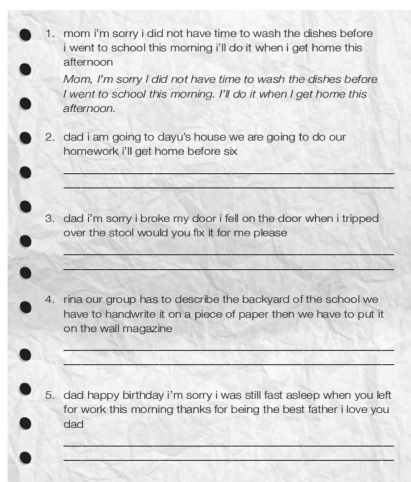 1. mom i'm sorry i did not have time to wash the dishes before
i went to school this morning i'll do it when i get home this
afternoon
Mom, I'm sorry I did not have time to wash the dishes before
I went to school this morning. I'll do it when I get home this
afternoon.
2. dad i am going to dayu's house we are going to do our
homework i'll get home before six
3. dad i'm sorry i broke my door i fell on the door when i tripped
over the stool would you fix it for me please
4. rina our group has to describe the backyard of the school we
have to handwrite it on a piece of paper then we have to put it
on the wall magazine
5. dad happy birthday i'm sorry i was still fast asleep when you left
for work this morning thanks for being the best father i love you
dad